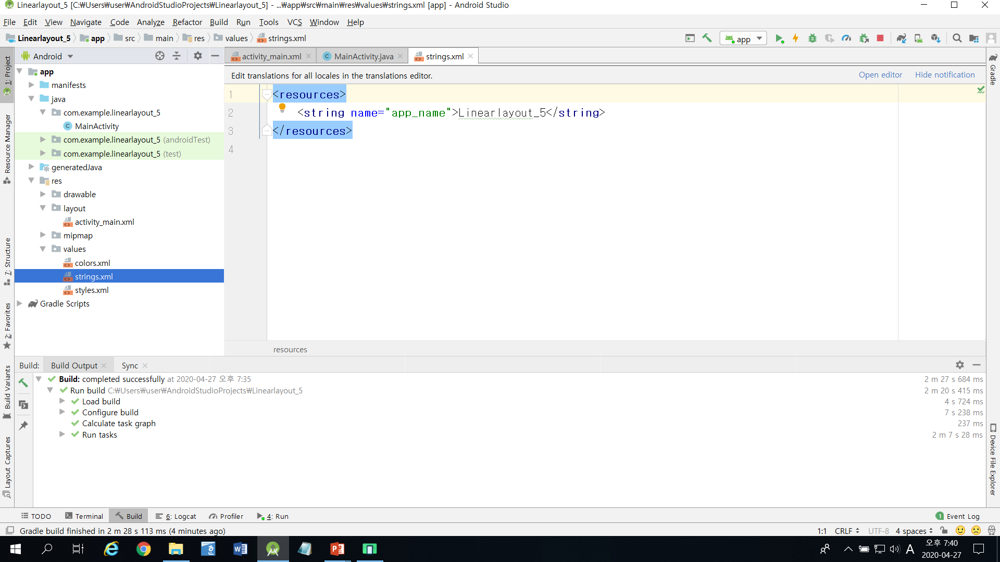 Linearlayout_5 [C:₩Users₩user₩AndroidStudioProjects₩Linearlayout_5] - ...₩app₩src₩main₩res₩values₩strings.xml [app] - Android Studio
File Edit View Navigate Code Analyze Refactor Build Run Tools VCS Window Help
Linearlayout_5 app src main res values strings.xml app
Android activity_main.xml MainActivity.java strings.xml
Edit translations for all locales in the translations editor. Open editor Hide notification
1 <resources>
2 <string name="app_name">Linearlayout_5</string>
3 </resources>
4
resources
app
manifests
java
com.example.linearlayout_5
MainActivity
com.example.linearlayout_5 (androidTest)
com.example.linearlayout_5 (test)
generatedJava
res
drawable
layout
activity_main.xml
mipmap
values
colors.xml
strings.xml
styles.xml
Gradle Scripts
1: Project
Resource Manager
7: Structure
2: Favorites
Build Variants
Layout Captures
Gradle
Device File Explorer
Build: Build Output Sync
Build: completed successfully at 2020-04-27 오후 7:35 2 m 27 s 684 ms
Run build C:₩Users₩user₩AndroidStudioProjects₩Linearlayout_5 2 m 20 s 415 ms
Load build 4 s 724 ms
Configure build 7 s 238 ms
Calculate task graph 237 ms
Run tasks 2 m 7 s 28 ms
TODO Terminal Build 6: Logcat Profiler 4: Run 1 Event Log
Gradle build finished in 2 m 28 s 113 ms (4 minutes ago) 1:1 CRLF UTF-8 4 spaces
A 오후 7:40
2020-04-27